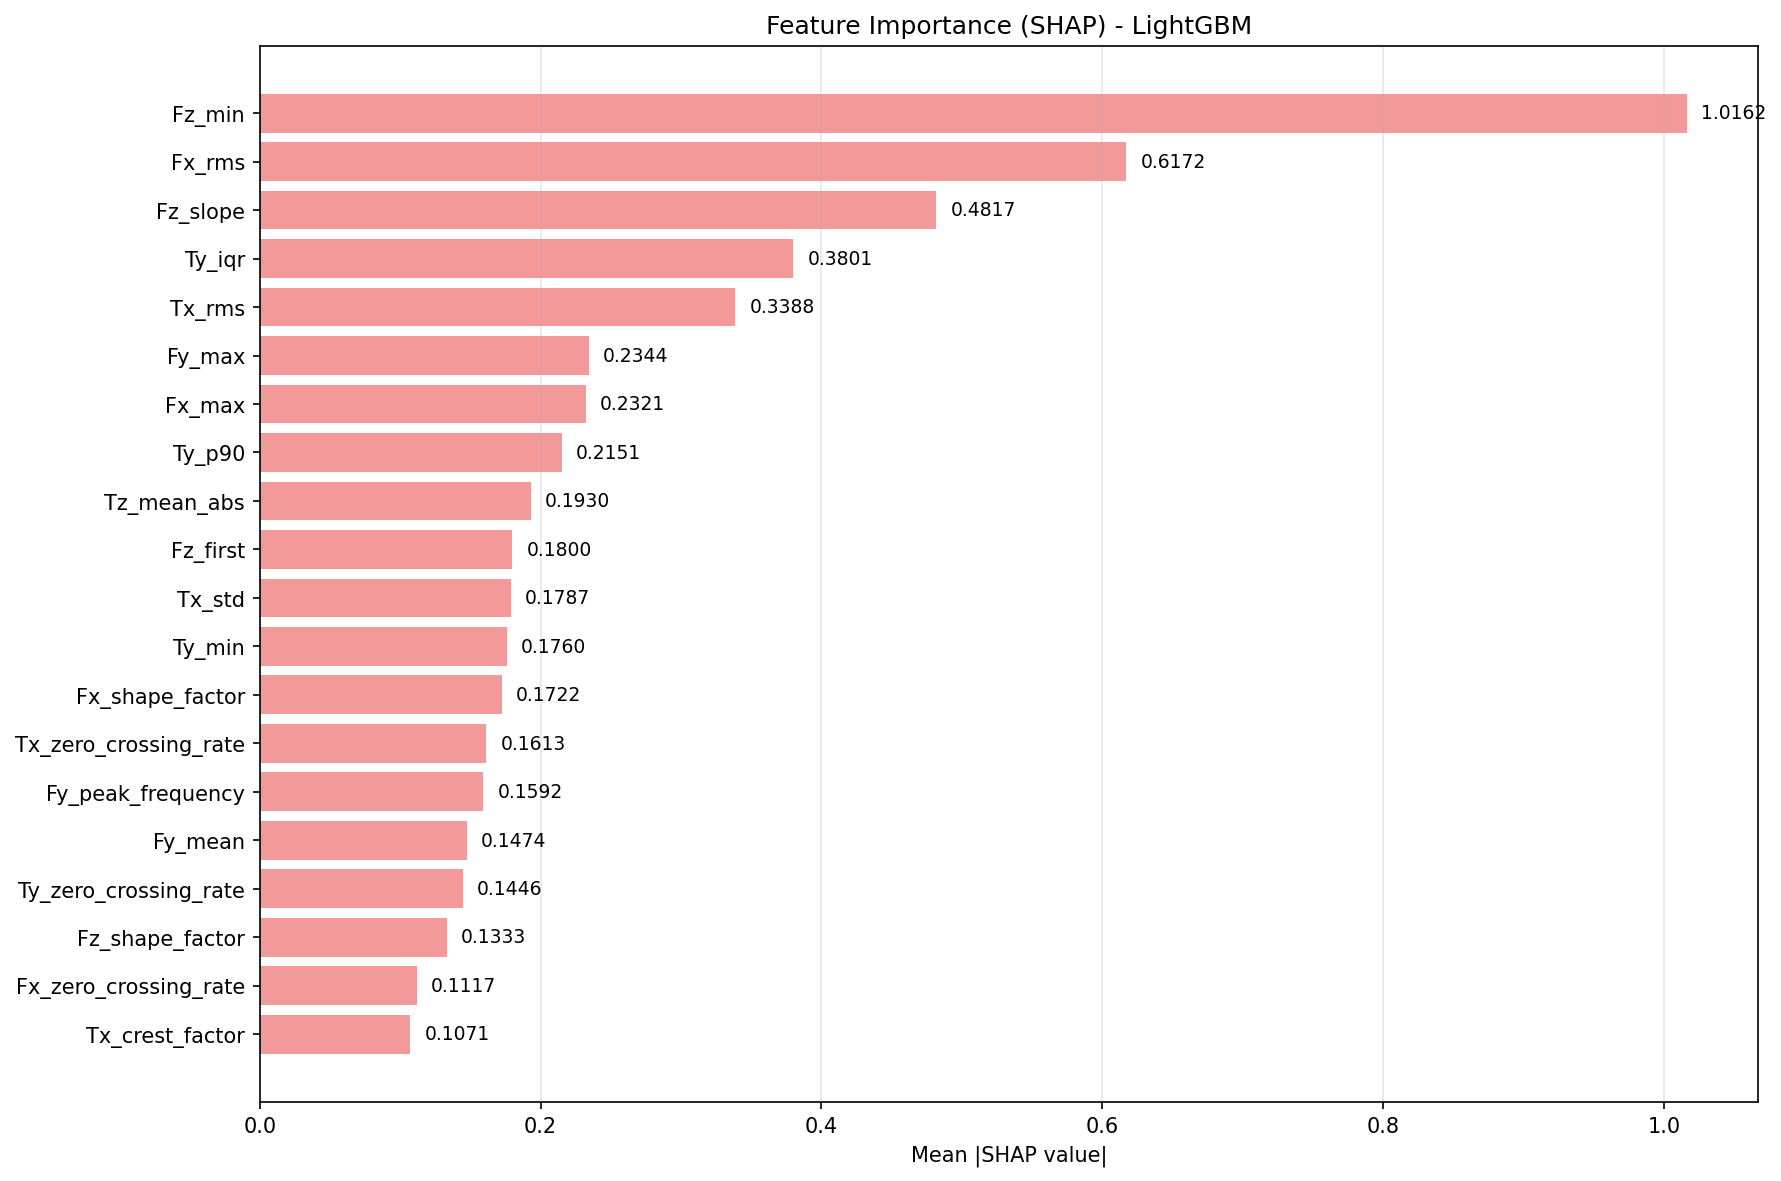 Feature Importance (SHAP) - LightGBM
Fz_min 1.0162
Fx_rms 0.6172
Fz_slope 0.4817
Ty_iqr 0.3801
Tx_rms 0.3388
Fy_max 0.2344
Fx_max 0.2321
Ty_p90 0.2151
Tz_mean_abs 0.1930
Fz_first 0.1800
Tx_std 0.1787
Ty_min 0.1760
Fx_shape_factor 0.1722
Tx_zero_crossing_rate 0.1613
Fy_peak_frequency 0.1592
Fy_mean 0.1474
Ty_zero_crossing_rate 0.1446
Fz_shape_factor 0.1333
Fx_zero_crossing_rate 0.1117
Tx_crest_factor 0.1071
0.0 0.2 0.4 0.6 0.8 1.0
Mean |SHAP value|